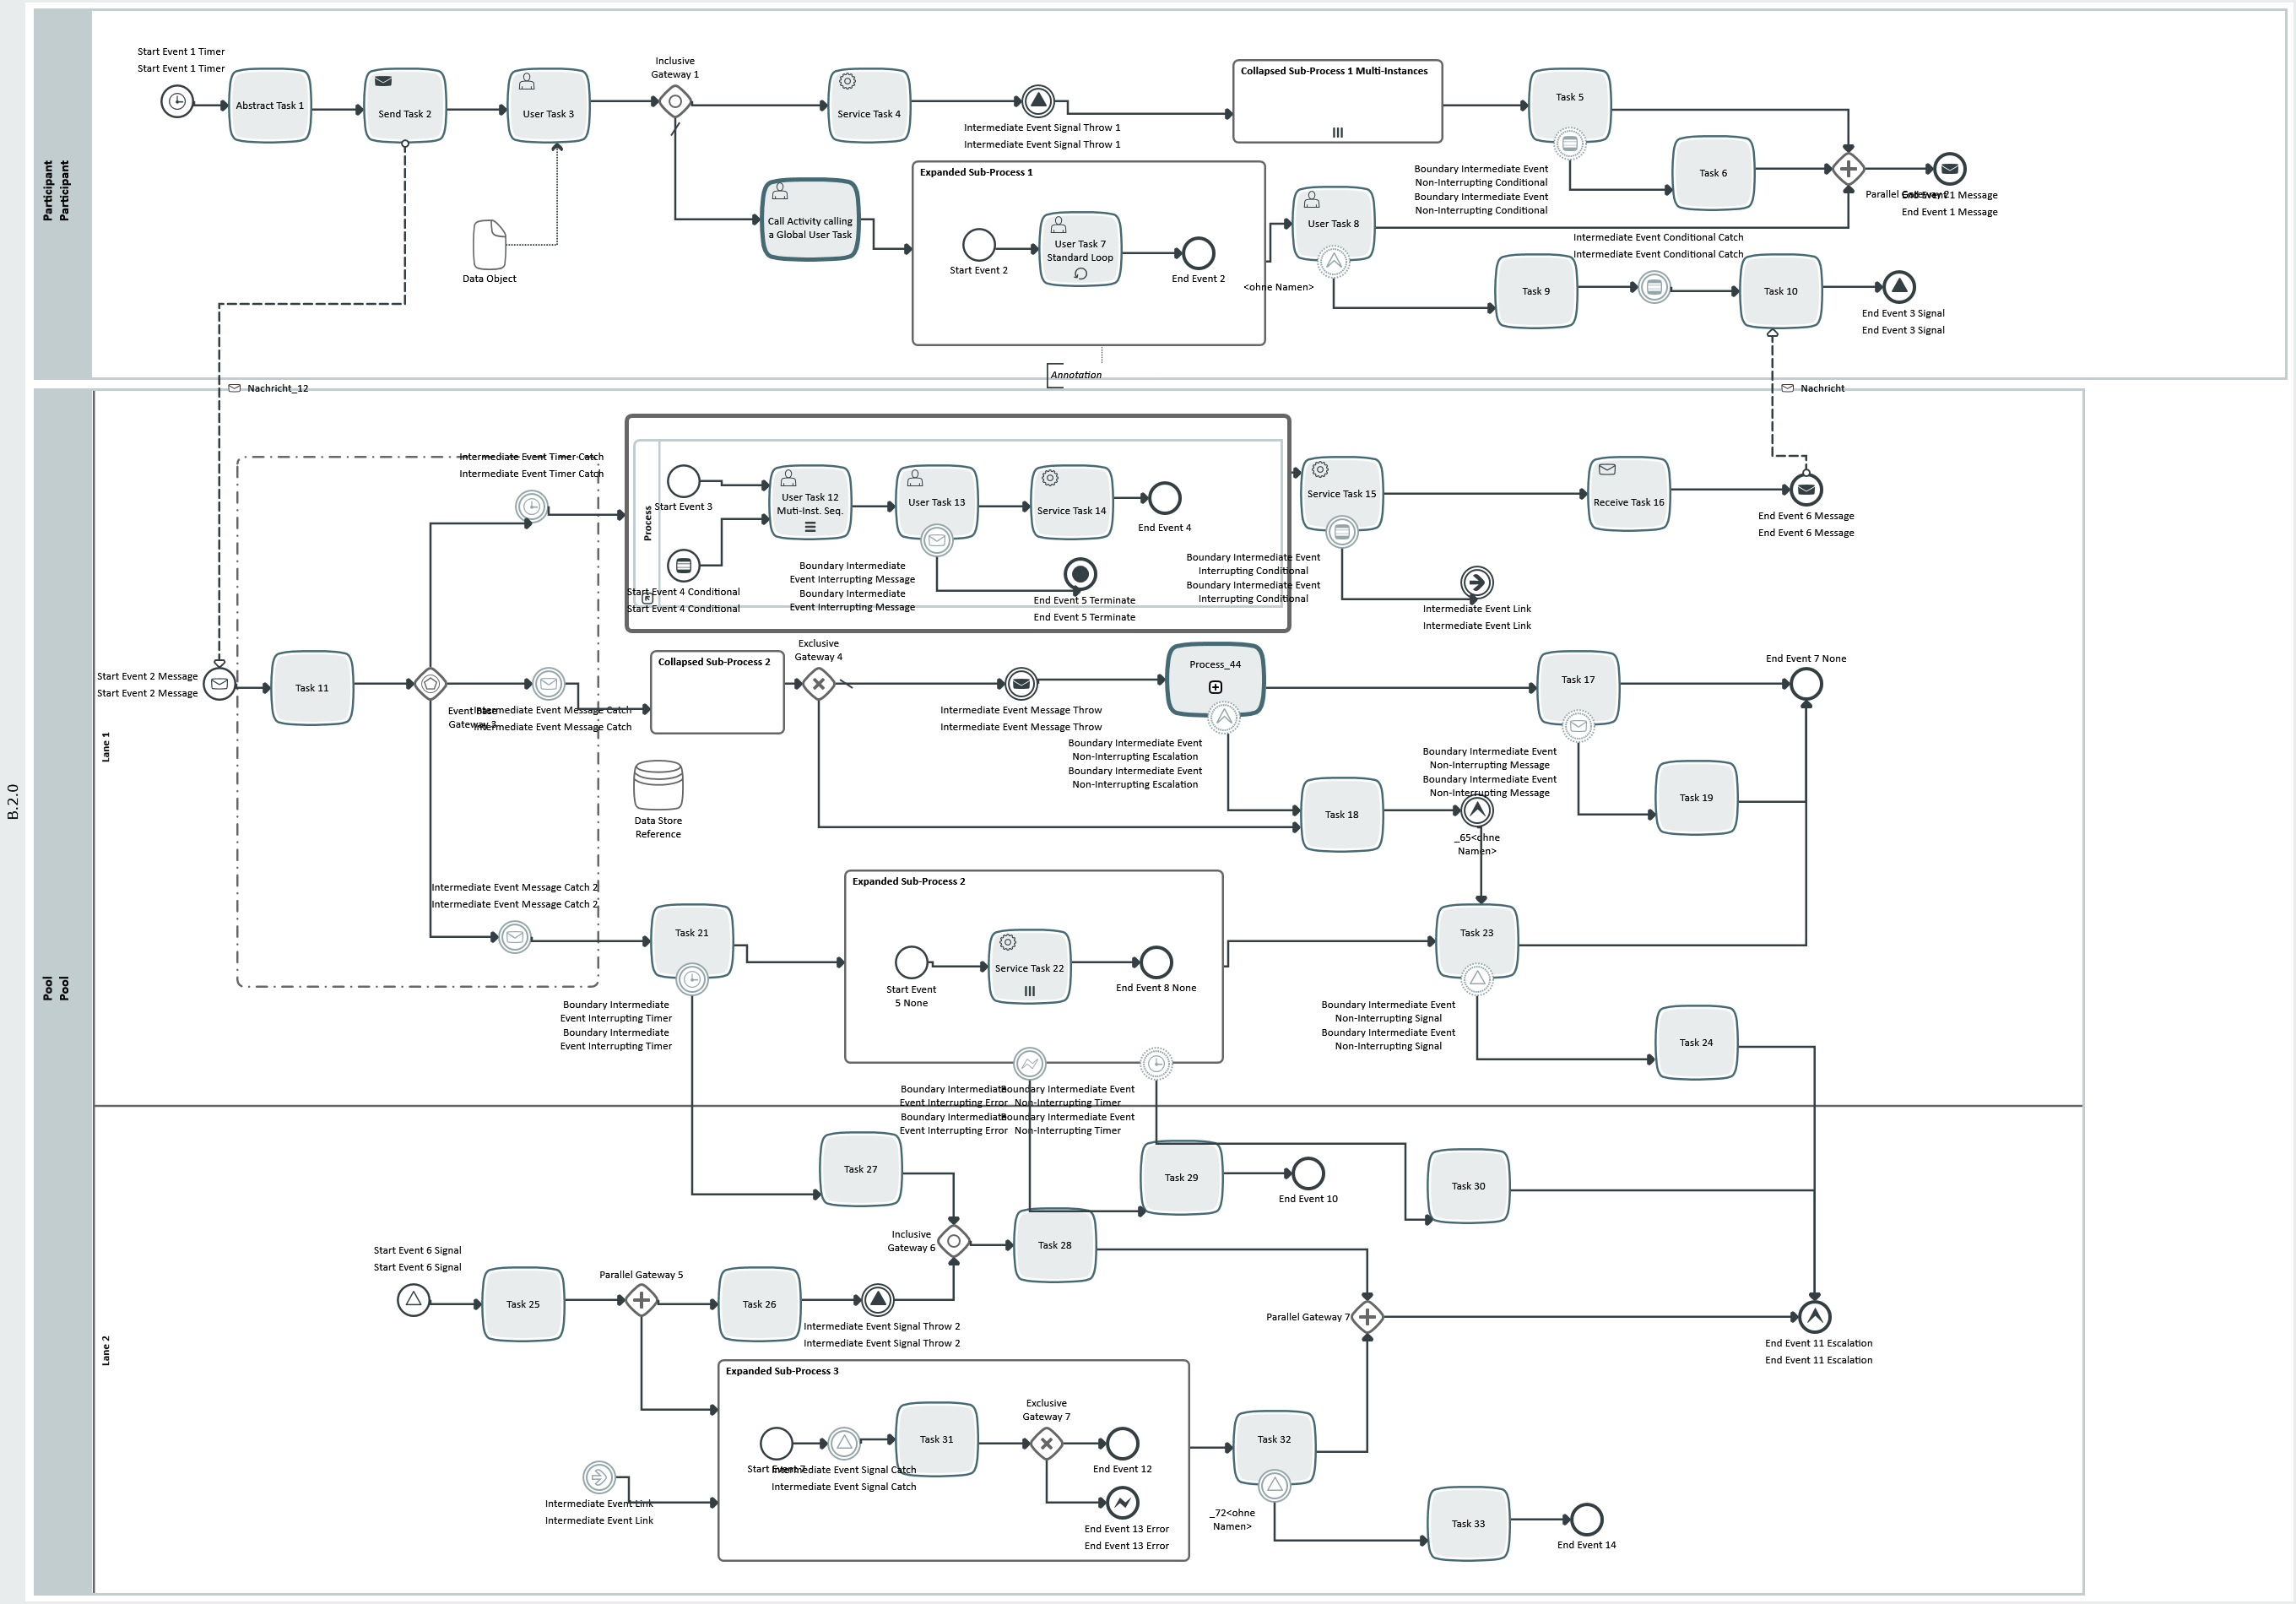 B.2.0
Participant
Participant
Start Event 1 Timer
Start Event 1 Timer
Abstract Task 1
Send Task 2
User Task 3
Inclusive
Gateway 1
Service Task 4
Intermediate Event Signal Throw 1
Intermediate Event Signal Throw 1
Collapsed Sub-Process 1 Multi-Instances
Task 5
Boundary Intermediate Event
Non-Interrupting Conditional
Boundary Intermediate Event
Non-Interrupting Conditional
Task 6
Parallel Gateway 2
End Event 1 Message
End Event 1 Message
Data Object
Call Activity calling
a Global User Task
Expanded Sub-Process 1
Start Event 2
User Task 7
Standard Loop
End Event 2
User Task 8
<ohne Namen>
Intermediate Event Conditional Catch
Intermediate Event Conditional Catch
Task 9
Task 10
End Event 3 Signal
End Event 3 Signal
Annotation
Nachricht_12
Nachricht
Pool
Pool
Lane 1
Intermediate Event Timer Catch
Intermediate Event Timer Catch
Process
Start Event 3
Start Event 4 Conditional
Start Event 4 Conditional
User Task 12
Muti-Inst. Seq.
User Task 13
Service Task 14
End Event 4
Boundary Intermediate
Event Interrupting Message
Boundary Intermediate
Event Interrupting Message
End Event 5 Terminate
End Event 5 Terminate
Service Task 15
Boundary Intermediate Event
Interrupting Conditional
Boundary Intermediate Event
Interrupting Conditional
Receive Task 16
End Event 6 Message
End Event 6 Message
Intermediate Event Link
Intermediate Event Link
Start Event 2 Message
Start Event 2 Message
Task 11
Event Base
Gateway 3
Intermediate Event Message Catch
Intermediate Event Message Catch
Collapsed Sub-Process 2
Exclusive
Gateway 4
Intermediate Event Message Throw
Intermediate Event Message Throw
Process_44
Boundary Intermediate Event
Non-Interrupting Escalation
Boundary Intermediate Event
Non-Interrupting Escalation
Task 17
End Event 7 None
Boundary Intermediate Event
Non-Interrupting Message
Boundary Intermediate Event
Non-Interrupting Message
Data Store
Reference
Task 18
_65<ohne
Namen>
Task 19
Intermediate Event Message Catch 2
Intermediate Event Message Catch 2
Task 21
Boundary Intermediate
Event Interrupting Timer
Boundary Intermediate
Event Interrupting Timer
Expanded Sub-Process 2
Start Event
5 None
Service Task 22
End Event 8 None
Boundary Intermediate
Event Interrupting Error
Boundary Intermediate
Event Interrupting Error
Boundary Intermediate Event
Non-Interrupting Timer
Boundary Intermediate Event
Non-Interrupting Timer
Task 23
Boundary Intermediate Event
Non-Interrupting Signal
Boundary Intermediate Event
Non-Interrupting Signal
Task 24
Lane 2
Task 27
Task 29
End Event 10
Task 30
Inclusive
Gateway 6
Task 28
Start Event 6 Signal
Start Event 6 Signal
Task 25
Parallel Gateway 5
Task 26
Intermediate Event Signal Throw 2
Intermediate Event Signal Throw 2
Parallel Gateway 7
End Event 11 Escalation
End Event 11 Escalation
Expanded Sub-Process 3
Start Event 7
Intermediate Event Signal Catch
Intermediate Event Signal Catch
Task 31
Exclusive
Gateway 7
End Event 12
End Event 13 Error
End Event 13 Error
Intermediate Event Link
Intermediate Event Link
Task 32
_72<ohne
Namen>
Task 33
End Event 14